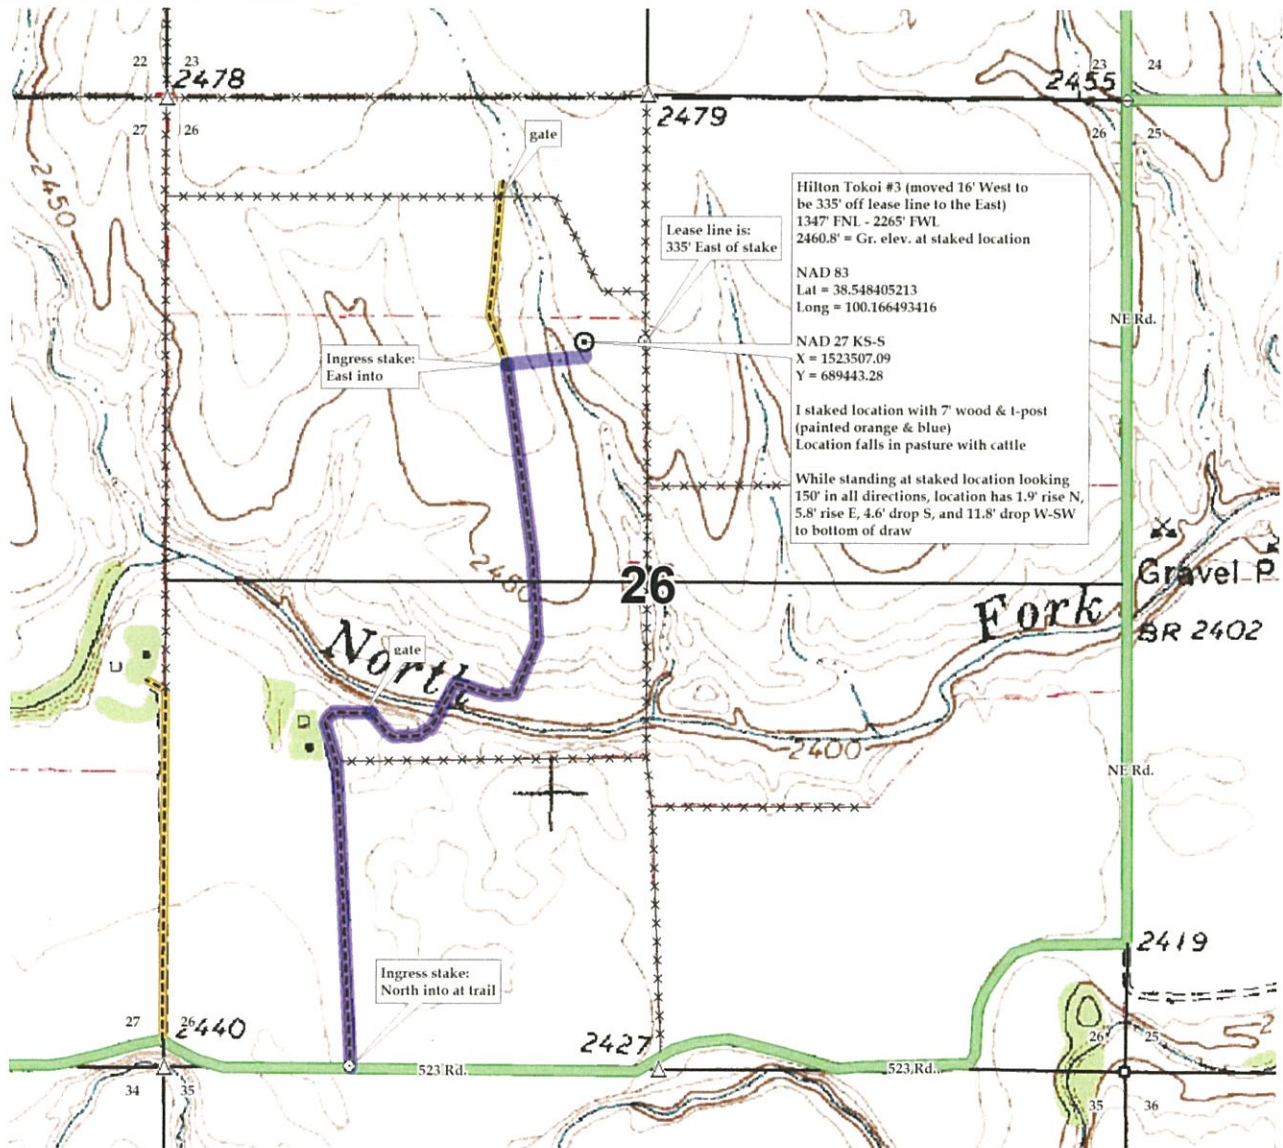 22 23
2478
23 24
2455
2479
27 26
26 25
gate
2450
Hilton Tokoi #3 (moved 16' West to
be 335' off lease line to the East)
1347' FNL - 2265' FWL
2460.8' = Gr. elev. at staked location
NAD 83
Lat = 38.548405213
Long = 100.166493416
NAD 27 KS-S
X = 1523507.09
Y = 689443.28
I staked location with 7' wood & t-post
(painted orange & blue)
Location falls in pasture with cattle
While standing at staked location looking
150' in all directions, location has 1.9' rise N,
5.8' rise E, 4.6' drop S, and 11.8' drop W-SW
to bottom of draw
Lease line is:
335' East of stake
NE Rd.
Ingress stake:
East into
2450
26
Gravel P
North Fork
BR 2402
gate
2400
NE Rd.
2419
Ingress stake:
North into at trail
27 26
2440
2427
26 25
523 Rd.
523 Rd.
34 35
35 36